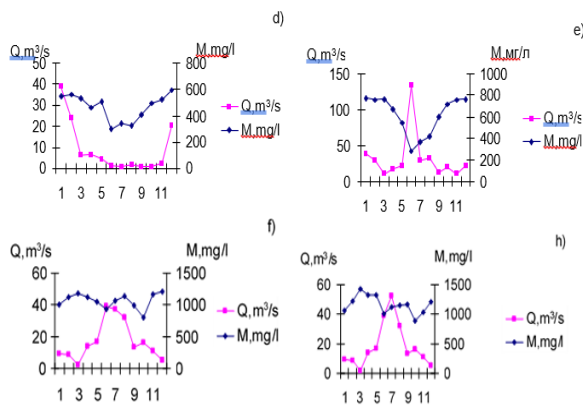 d)
Q,m³/s
M,mg/l
50
40
30
20
10
0
800
600
400
200
0
1 3 5 7 9 11
Q,m³/s
M,mg/l
e)
Q,m³/s
М,мг/л
150
100
50
0
1000
800
600
400
200
0
1 3 5 7 9 11
Q,m³/s
M,mg/l
f)
Q,m³/s
M,mg/l
60
40
20
0
1500
1000
500
0
1 3 5 7 9 11
Q,m³/s
M,mg/l
h)
Q,m³/s
M,mg/l
60
40
20
0
1500
1000
500
0
1 3 5 7 9 11
Q,m³/s
M,mg/l